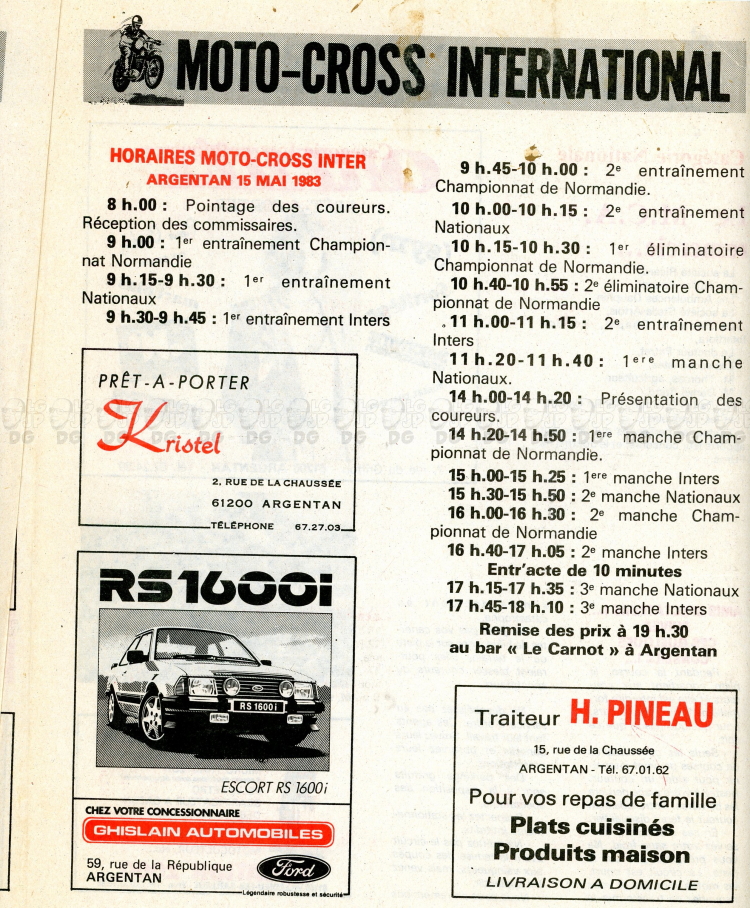 MOTO-CROSS INTERNATIONAL
HORAIRES MOTO-CROSS INTER
ARGENTAN 15 MAI 1983
8 h.00 : Pointage des coureurs.
Réception des commissaires.
9 h.00 : 1er entraînement Champion-
nat Normandie
9 h.15-9 h.30 : 1er entraînement
Nationaux
9 h.30-9 h.45 : 1er entraînement Inters
PRÊT-A-PORTER
Kristel
2, RUE DE LA CHAUSSÉE
61200 ARGENTAN
TÉLÉPHONE 67.27.03
RS1600i
RS 1600i
ESCORT RS 1600i
CHEZ VOTRE CONCESSIONNAIRE
GHISLAIN AUTOMOBILES
59, rue de la République
ARGENTAN
Ford
Légendaire robustesse et sécurité
9 h.45-10 h.00 : 2e entraînement
Championnat de Normandie.
10 h.00-10 h.15 : 2e entraînement
Nationaux
10 h.15-10 h.30 : 1er éliminatoire
Championnat de Normandie.
10 h.40-10 h.55 : 2e éliminatoire Cham-
pionnat de Normandie
11 h.00-11 h.15 : 2e entraînement
Inters
11 h.20-11 h.40 : 1ere manche
Nationaux.
14 h.00-14 h.20 : Présentation des
coureurs.
14 h.20-14 h.50 : 1ere manche Cham-
pionnat de Normandie.
15 h.00-15 h.25 : 1ere manche Inters
15 h.30-15 h.50 : 2e manche Nationaux
16 h.00-16 h.30 : 2e manche Cham-
pionnat de Normandie
16 h.40-17 h.05 : 2e manche Inters
Entr'acte de 10 minutes
17 h.15-17 h.35 : 3e manche Nationaux
17 h.45-18 h.10 : 3e manche Inters
Remise des prix à 19 h.30
au bar « Le Carnot » à Argentan
Traiteur H. PINEAU
15, rue de la Chaussée
ARGENTAN - Tél. 67.01.62
Pour vos repas de famille
Plats cuisinés
Produits maison
LIVRAISON A DOMICILE